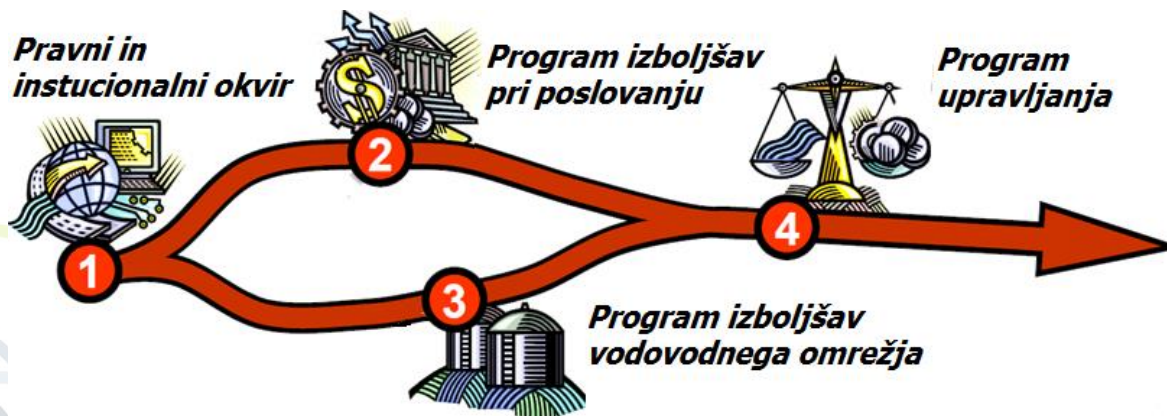 Pravni in
instucionalni okvir
1
Program izboljšav
pri poslovanju
2
$
Program izboljšav
vodovodnega omrežja
3
Program
upravljanja
4